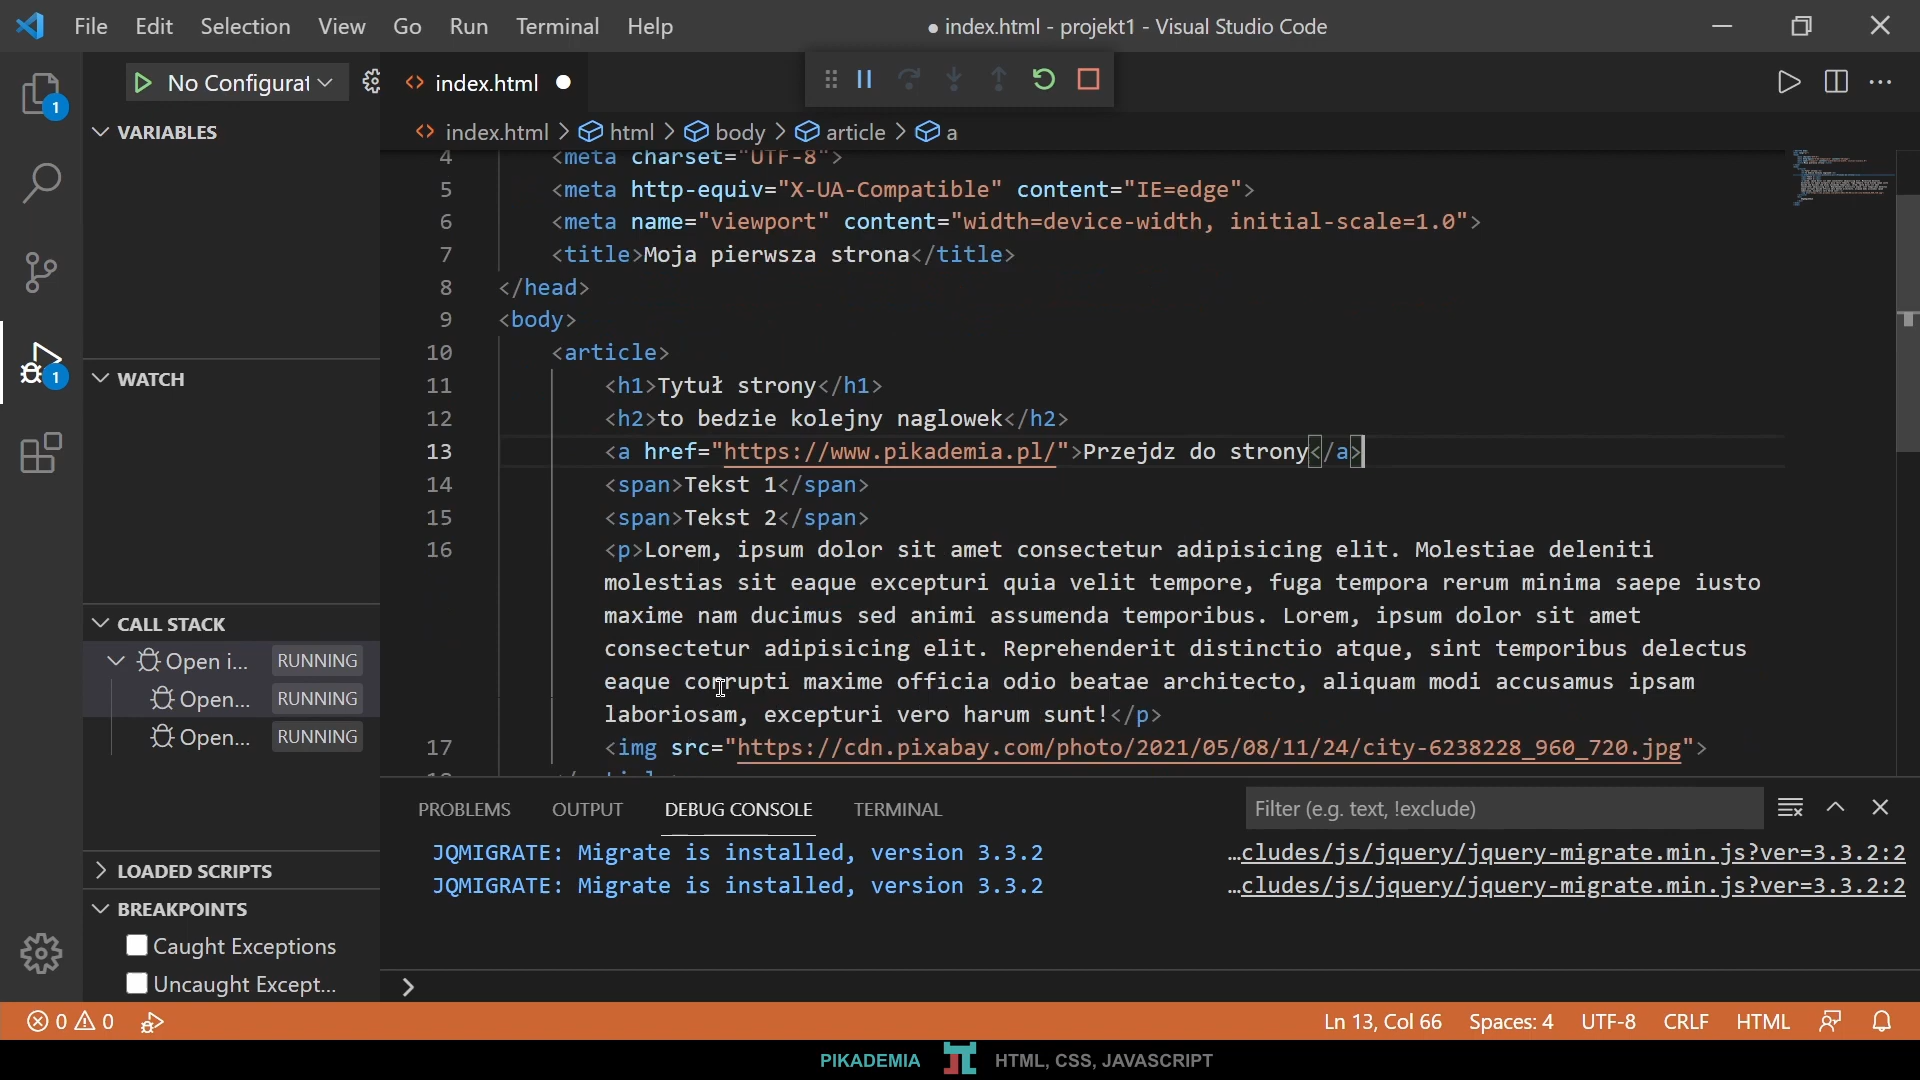 File Edit Selection View Go Run Terminal Help
● index.html - projekt1 - Visual Studio Code
No Configurat
index.html
index.html > html > body > article > a
VARIABLES
WATCH
CALL STACK
Open i... RUNNING
Open... RUNNING
Open... RUNNING
LOADED SCRIPTS
BREAKPOINTS
Caught Exceptions
Uncaught Except...
1
1
4 <meta charset="UTF-8">
5 <meta http-equiv="X-UA-Compatible" content="IE=edge">
6 <meta name="viewport" content="width=device-width, initial-scale=1.0">
7 <title>Moja pierwsza strona</title>
8 </head>
9 <body>
10 <article>
11 <h1>Tytuł strony</h1>
12 <h2>to bedzie kolejny naglowek</h2>
13 <a href="https://www.pikademia.pl/">Przejdz do strony</a>
14 <span>Tekst 1</span>
15 <span>Tekst 2</span>
16 <p>Lorem, ipsum dolor sit amet consectetur adipisicing elit. Molestiae deleniti
molestias sit eaque excepturi quia velit tempore, fuga tempora rerum minima saepe iusto
maxime nam ducimus sed animi assumenda temporibus. Lorem, ipsum dolor sit amet
consectetur adipisicing elit. Reprehenderit distinctio atque, sint temporibus delectus
eaque corrupti maxime officia odio beatae architecto, aliquam modi accusamus ipsam
laboriosam, excepturi vero harum sunt!</p>
17 <img src="https://cdn.pixabay.com/photo/2021/05/08/11/24/city-6238228_960_720.jpg">
PROBLEMS OUTPUT DEBUG CONSOLE TERMINAL
Filter (e.g. text, !exclude)
JQMIGRATE: Migrate is installed, version 3.3.2 …cludes/js/jquery/jquery-migrate.min.js?ver=3.3.2:2
JQMIGRATE: Migrate is installed, version 3.3.2 …cludes/js/jquery/jquery-migrate.min.js?ver=3.3.2:2
0 0
Ln 13, Col 66 Spaces: 4 UTF-8 CRLF HTML
PIKADEMIA HTML, CSS, JAVASCRIPT